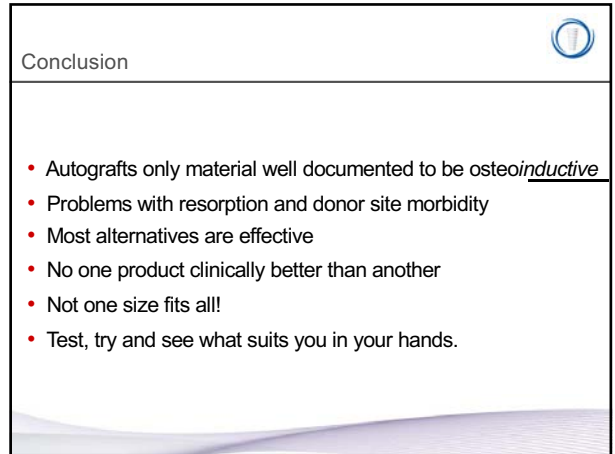 Conclusion
• Autografts only material well documented to be osteoinductive
• Problems with resorption and donor site morbidity
• Most alternatives are effective
• No one product clinically better than another
• Not one size fits all!
• Test, try and see what suits you in your hands.